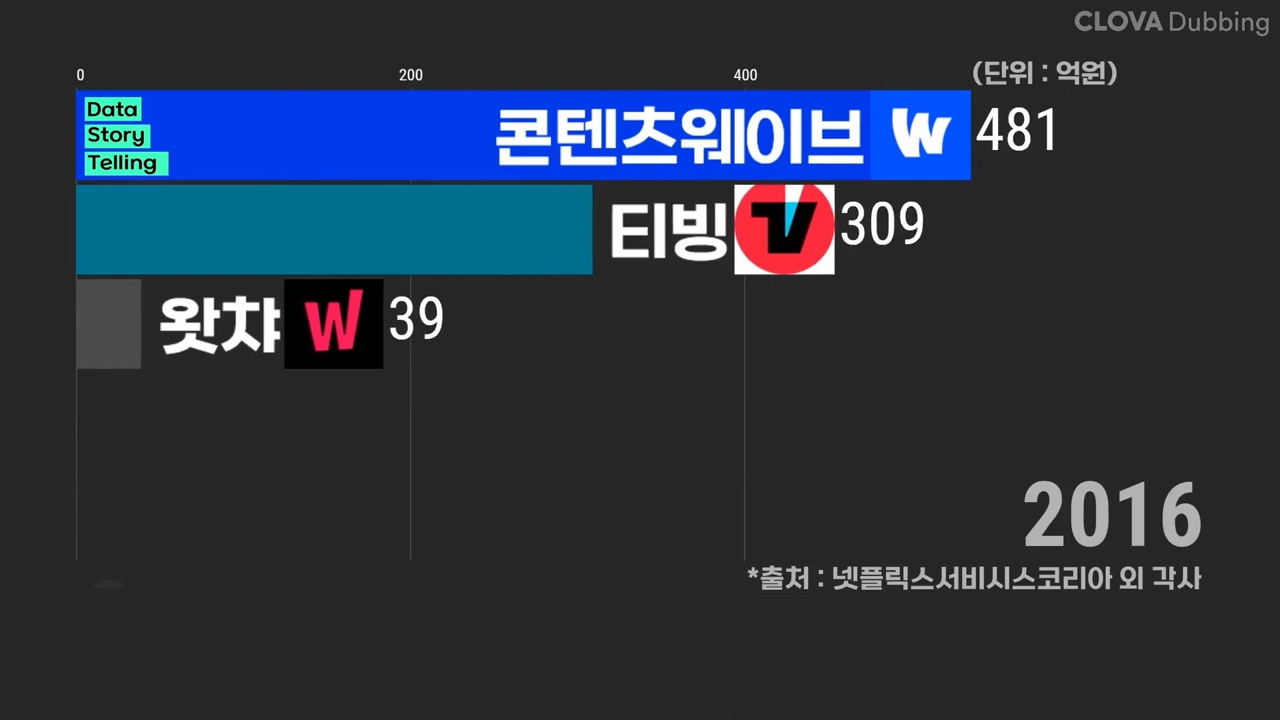 CLOVA Dubbing
0 200 400 (단위 : 억원)
Data
Story
Telling
콘텐츠웨이브 W 481
티빙 TV 309
왓챠 W 39
2016
*출처 : 넷플릭스서비시스코리아 외 각사